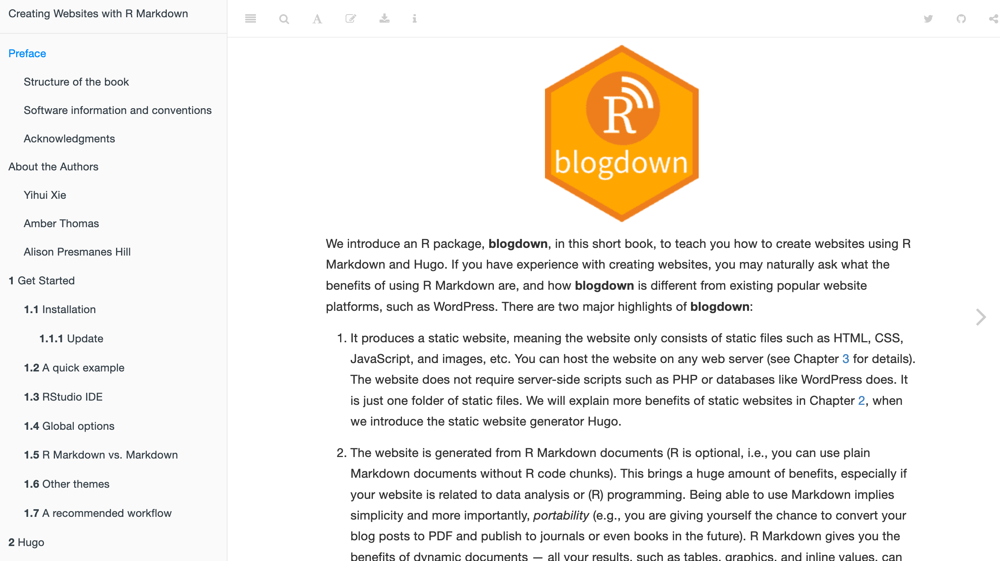 Creating Websites with R Markdown
Preface
Structure of the book
Software information and conventions
Acknowledgments
About the Authors
Yihui Xie
Amber Thomas
Alison Presmanes Hill
1 Get Started
1.1 Installation
1.1.1 Update
1.2 A quick example
1.3 RStudio IDE
1.4 Global options
1.5 R Markdown vs. Markdown
1.6 Other themes
1.7 A recommended workflow
2 Hugo
R
blogdown
We introduce an R package, blogdown, in this short book, to teach you how to create websites using R
Markdown and Hugo. If you have experience with creating websites, you may naturally ask what the
benefits of using R Markdown are, and how blogdown is different from existing popular website
platforms, such as WordPress. There are two major highlights of blogdown:
1. It produces a static website, meaning the website only consists of static files such as HTML, CSS,
JavaScript, and images, etc. You can host the website on any web server (see Chapter 3 for details).
The website does not require server-side scripts such as PHP or databases like WordPress does. It
is just one folder of static files. We will explain more benefits of static websites in Chapter 2, when
we introduce the static website generator Hugo.
2. The website is generated from R Markdown documents (R is optional, i.e., you can use plain
Markdown documents without R code chunks). This brings a huge amount of benefits, especially if
your website is related to data analysis or (R) programming. Being able to use Markdown implies
simplicity and more importantly, portability (e.g., you are giving yourself the chance to convert your
blog posts to PDF and publish to journals or even books in the future). R Markdown gives you the
benefits of dynamic documents — all your results, such as tables, graphics, and inline values, can